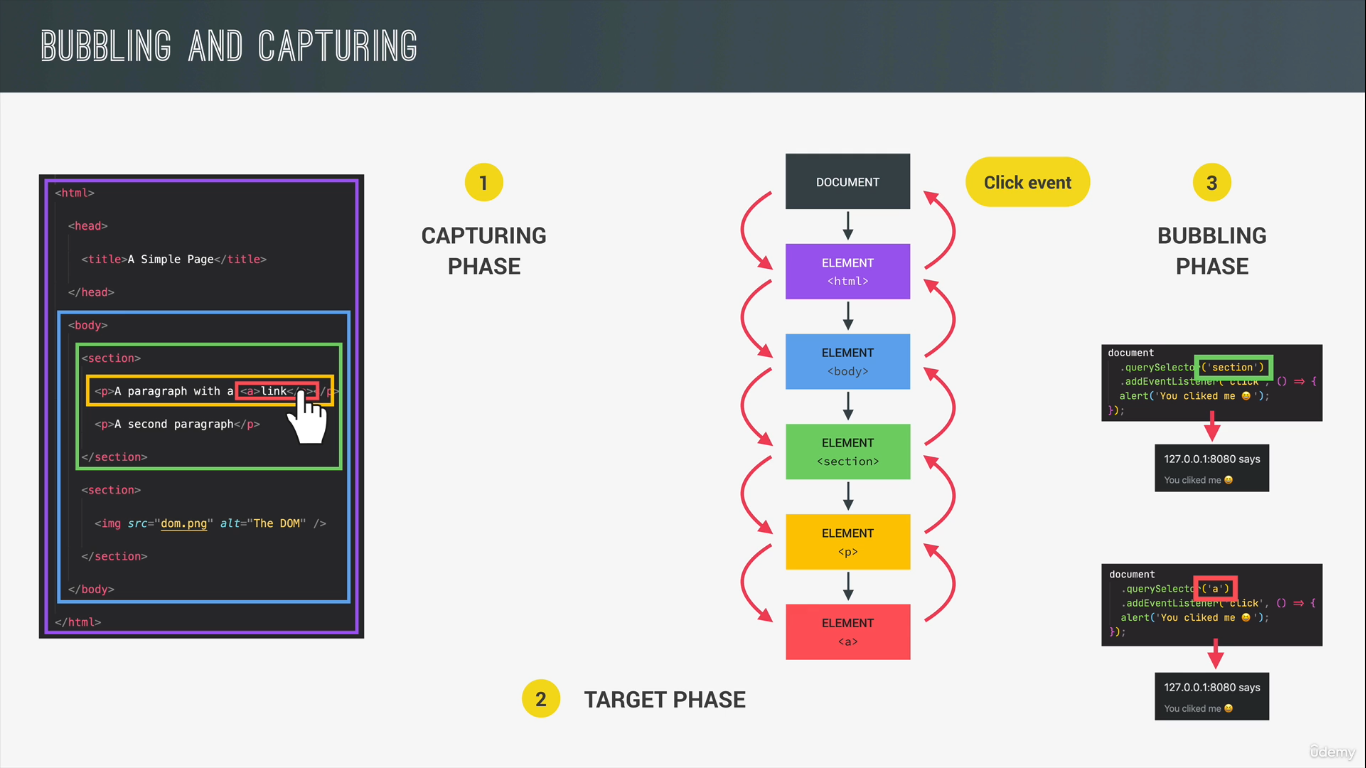 BUBBLING AND CAPTURING
<html>
<head>
<title>A Simple Page</title>
</head>
<body>
<section>
<p>A paragraph with a <a>link</a></p>
<p>A second paragraph</p>
</section>
<section>
<img src="dom.png" alt="The DOM" />
</section>
</body>
</html>
1
CAPTURING
PHASE
DOCUMENT
ELEMENT
<html>
ELEMENT
<body>
ELEMENT
<section>
ELEMENT
<p>
ELEMENT
<a>
2 TARGET PHASE
Click event
3
BUBBLING
PHASE
document
.querySelector('section')
.addEventListener('click', () => {
alert('You cliked me 😄');
});
127.0.0.1:8080 says
You cliked me 😄
document
.querySelector('a')
.addEventListener('click', () => {
alert('You cliked me 😄');
});
127.0.0.1:8080 says
You cliked me 😄
ûdemy